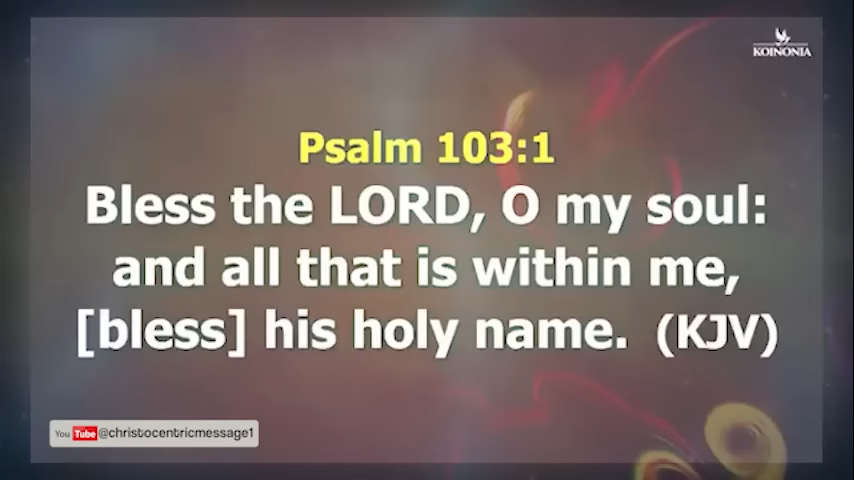 KOINONIA
Psalm 103:1
Bless the LORD, O my soul:
and all that is within me,
[bless] his holy name. (KJV)
You Tube @christocentricmessage1